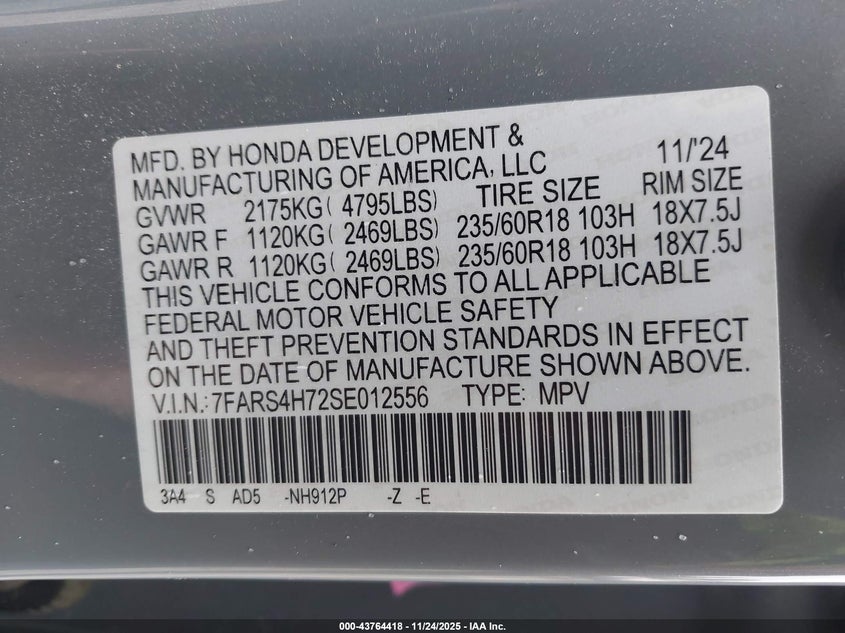 MFD. BY HONDA DEVELOPMENT & 11/'24
MANUFACTURING OF AMERICA, LLC
GVWR 2175KG( 4795LBS) TIRE SIZE RIM SIZE
GAWR F 1120KG( 2469LBS) 235/60R18 103H 18X7.5J
GAWR R 1120KG( 2469LBS) 235/60R18 103H 18X7.5J
THIS VEHICLE CONFORMS TO ALL APPLICABLE
FEDERAL MOTOR VEHICLE SAFETY
AND THEFT PREVENTION STANDARDS IN EFFECT
ON THE DATE OF MANUFACTURE SHOWN ABOVE.
V.I.N.:7FARS4H72SE012556 TYPE: MPV
3A4 S AD5 -NH912P -Z -E
000-43764418 - 11/24/2025 - IAA Inc.